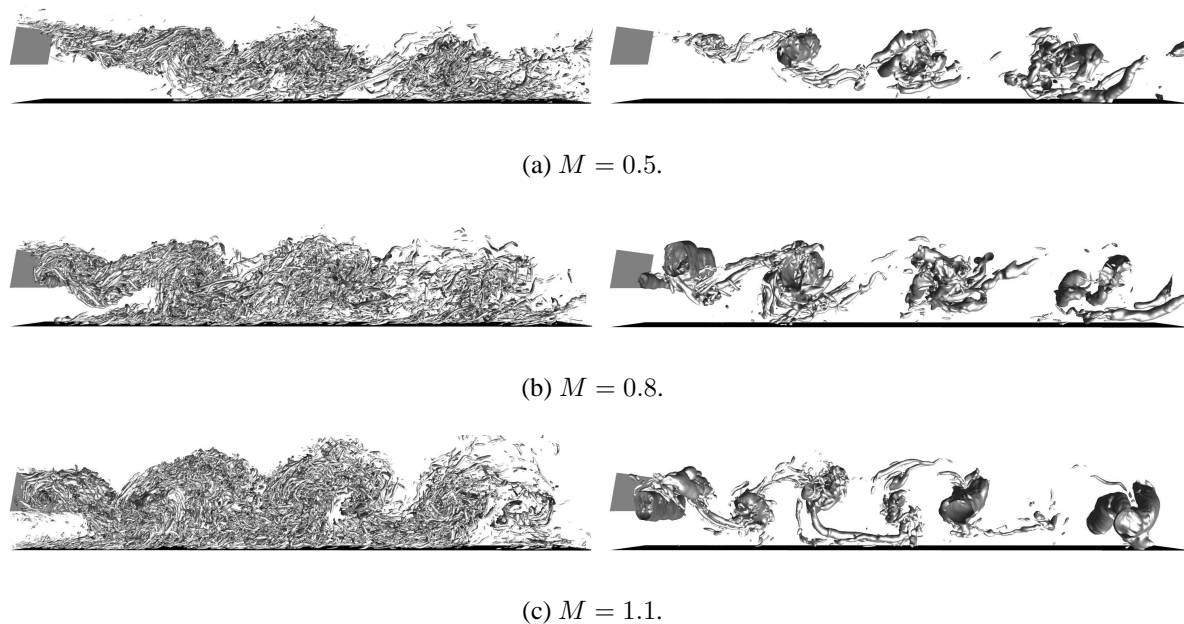 (a) M = 0.5.
(b) M = 0.8.
(c) M = 1.1.